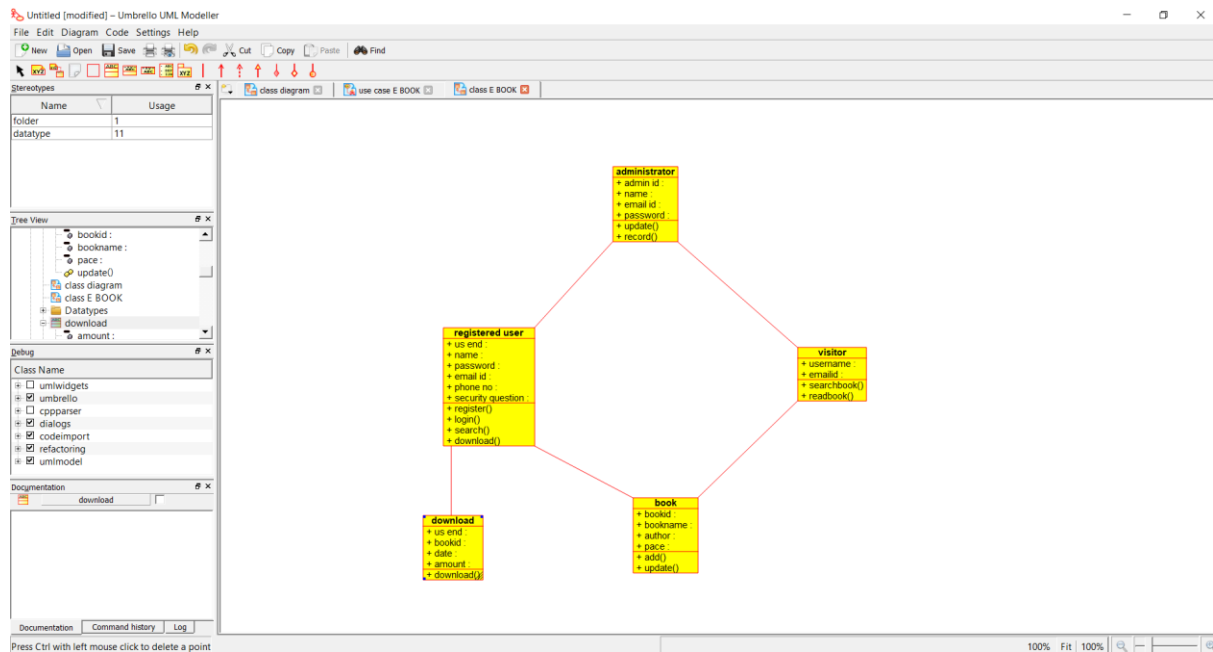 Untitled [modified] – Umbrello UML Modeller
File Edit Diagram Code Settings Help
New Open Save Cut Copy Paste Find
XYZ ABC ABC ABC XYZ
Stereotypes
Name Usage
folder 1
datatype 11
Tree View
bookid :
bookname :
pace :
update()
class diagram
class E BOOK
Datatypes
download
amount :
Debug
Class Name
umlwidgets
umbrello
cppparser
dialogs
codeimport
refactoring
umlmodel
Documentation
download
Documentation Command history Log
class diagram use case E BOOK class E BOOK
administrator
+ admin id :
+ name :
+ email id :
+ password :
+ update()
+ record()
registered user
+ us end :
+ name :
+ password :
+ email id :
+ phone no :
+ security question :
+ register()
+ login()
+ search()
+ download()
visitor
+ username :
+ emailid :
+ searchbook()
+ readbook()
download
+ us end :
+ bookid :
+ date :
+ amount :
+ download()
book
+ bookid :
+ bookname :
+ author :
+ pace :
+ add()
+ update()
Press Ctrl with left mouse click to delete a point
100% Fit 100%